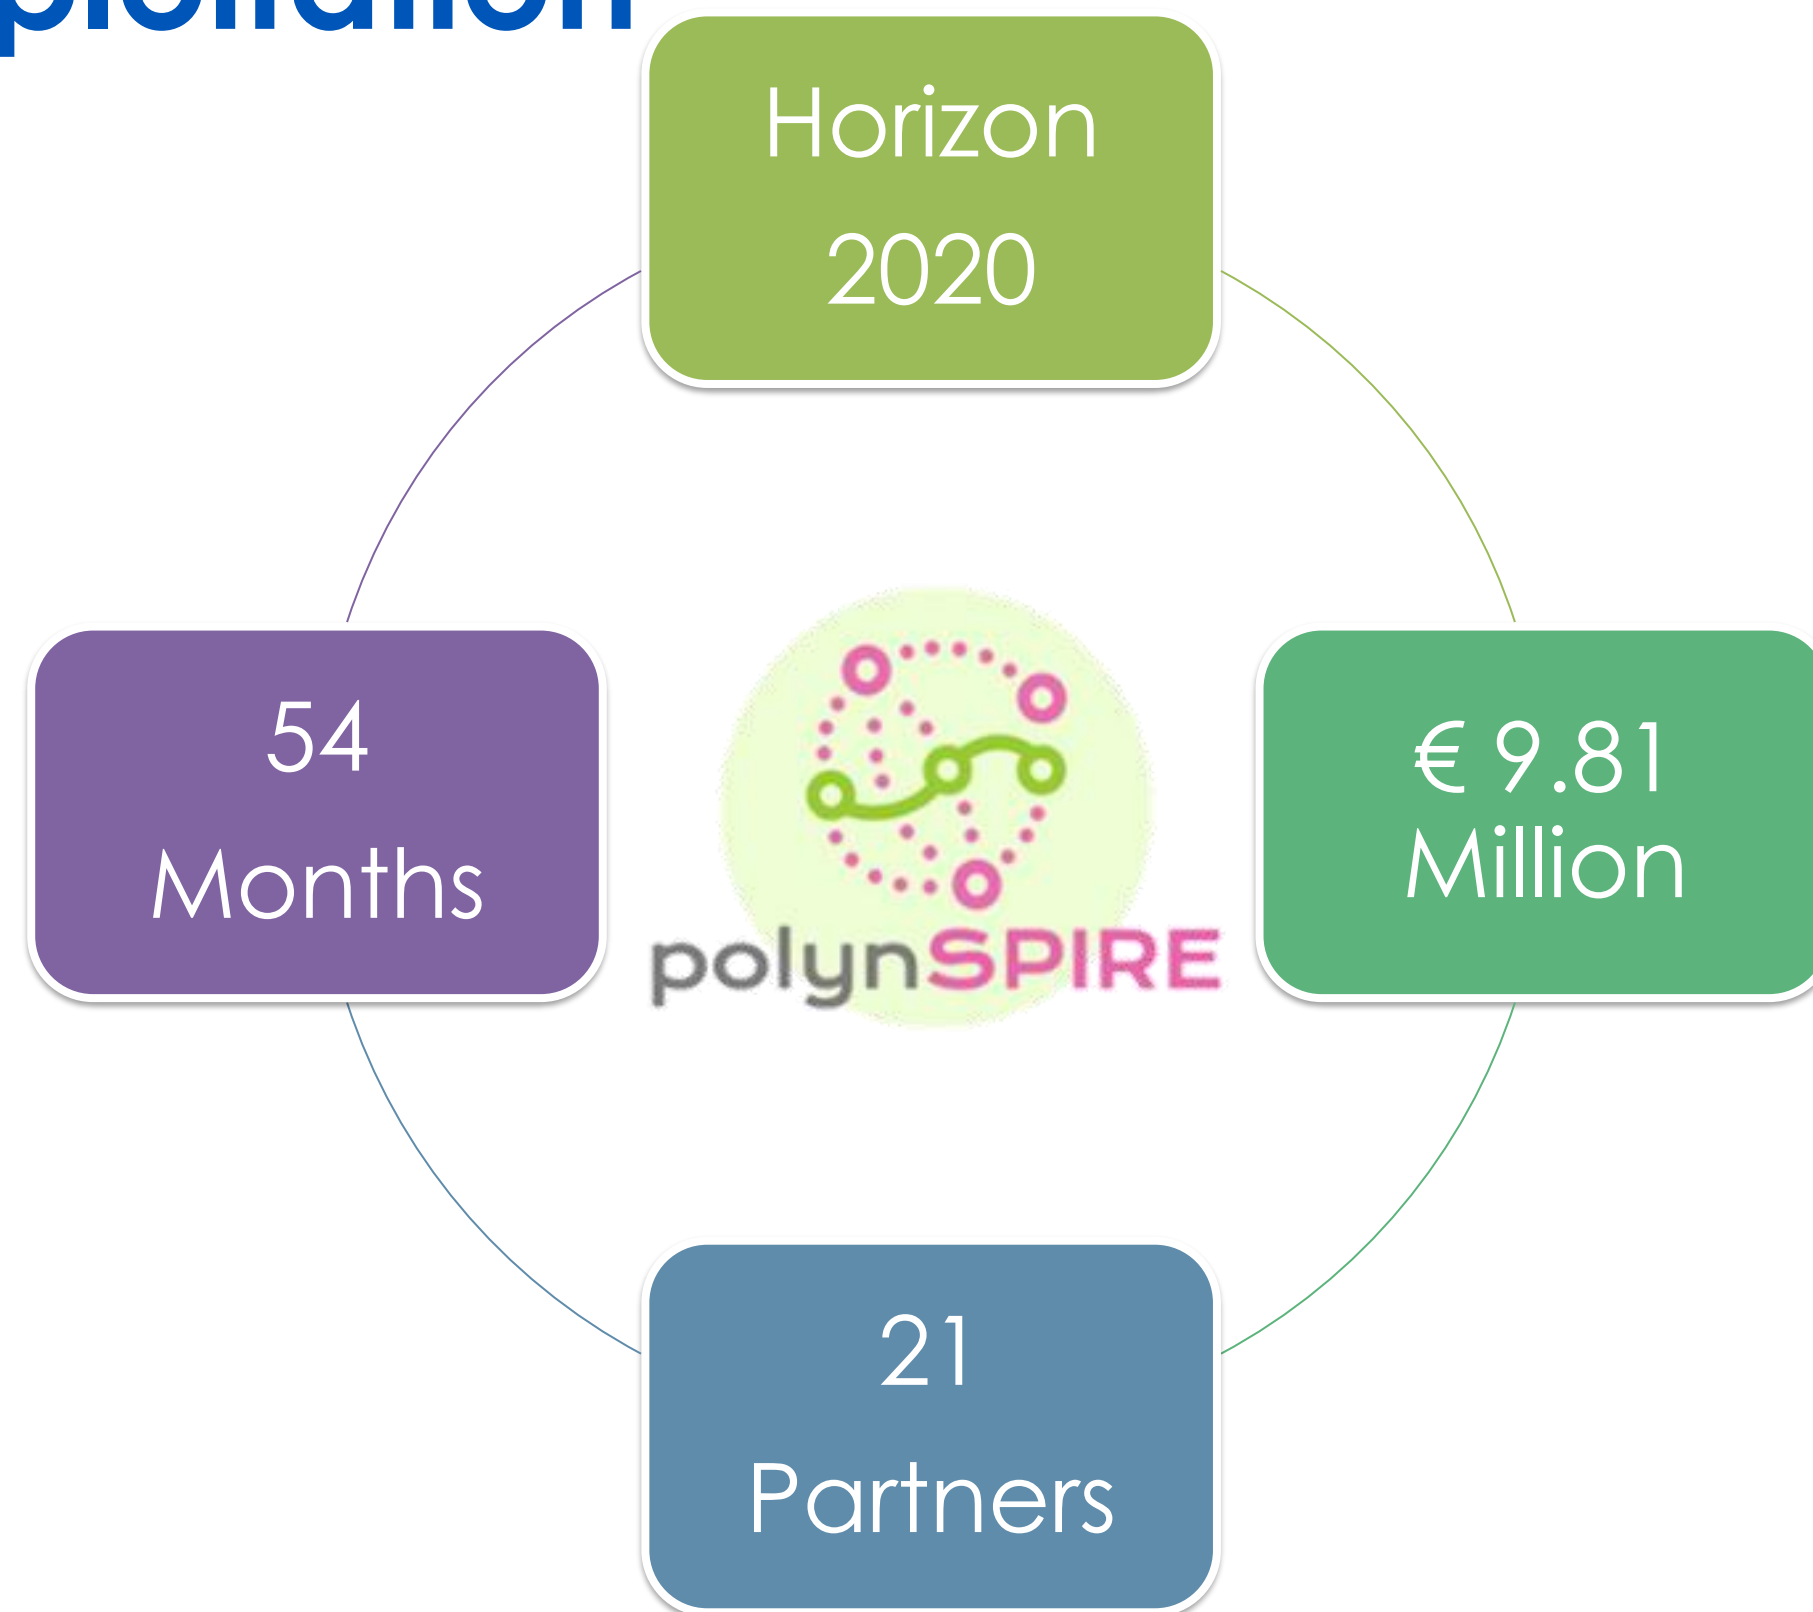 Horizon
2020
54
Months
€ 9.81
Million
polynSPIRE
21
Partners